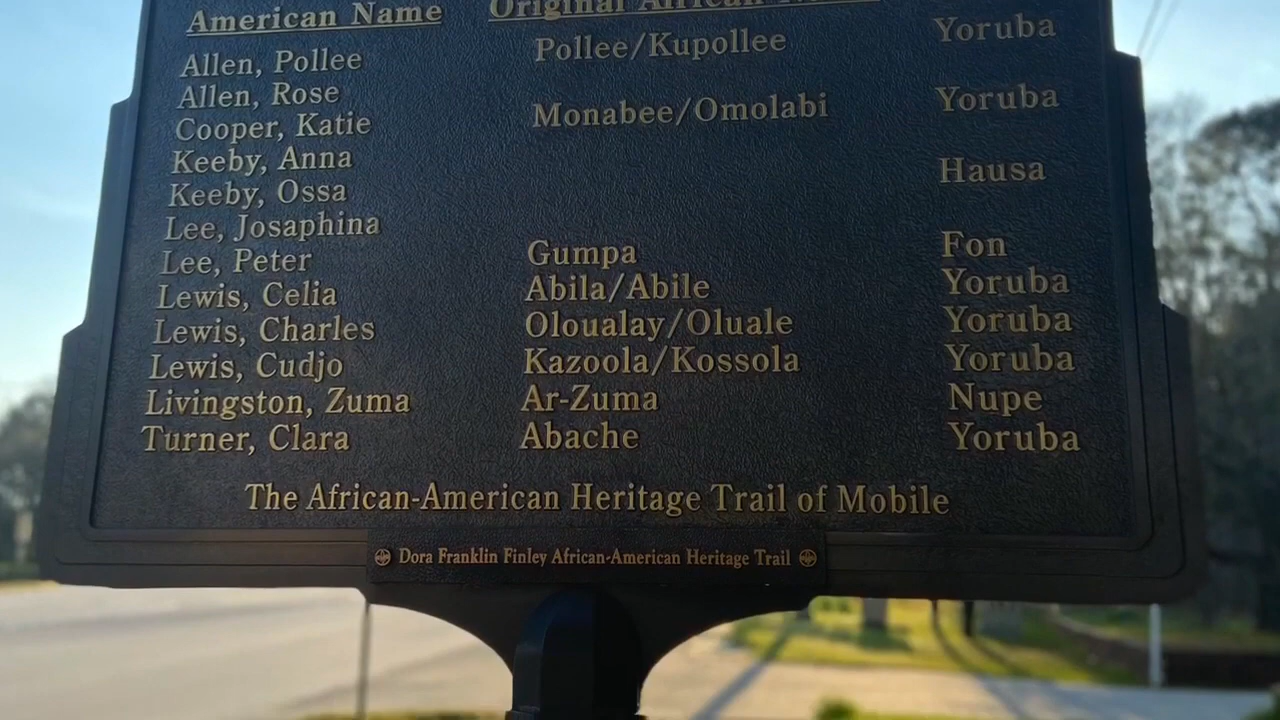 American Name Original African
Allen, Pollee Pollee/Kupollee Yoruba
Allen, Rose
Cooper, Katie Monabee/Omolabi Yoruba
Keeby, Anna
Keeby, Ossa Hausa
Lee, Josaphina
Lee, Peter Gumpa Fon
Lewis, Celia Abila/Abile Yoruba
Lewis, Charles Oloualay/Oluale Yoruba
Lewis, Cudjo Kazoola/Kossola Yoruba
Livingston, Zuma Ar-Zuma Nupe
Turner, Clara Abache Yoruba
The African-American Heritage Trail of Mobile
Dora Franklin Finley African-American Heritage Trail